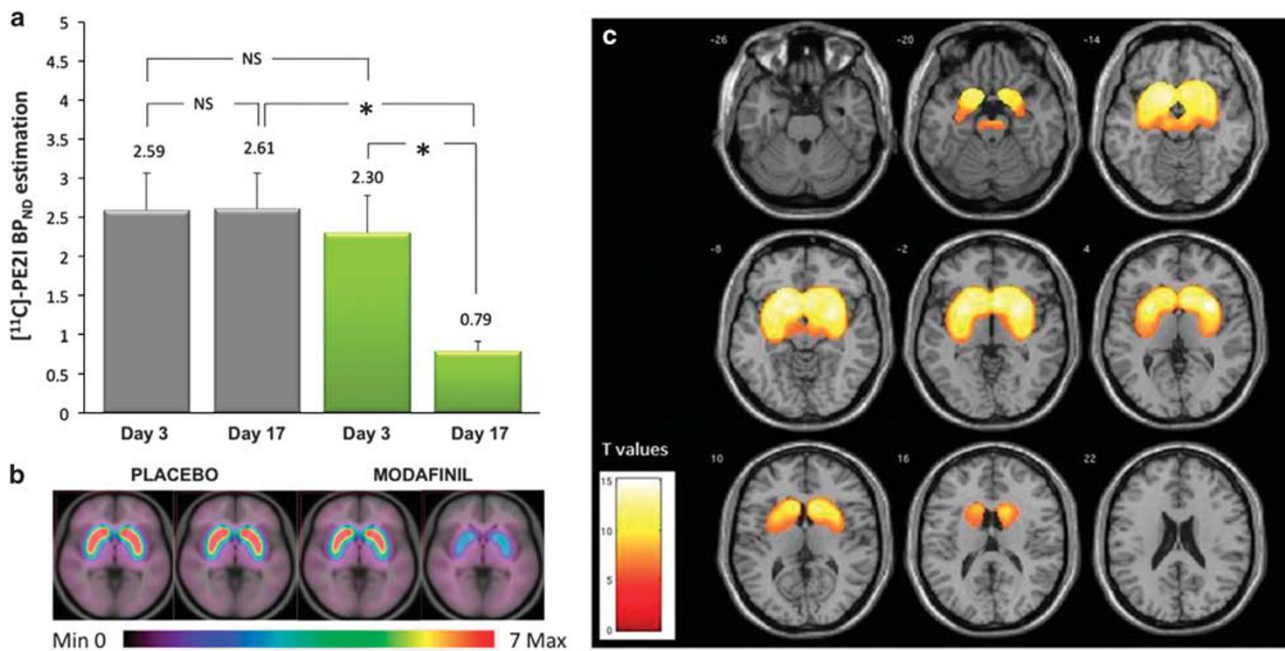 a
[¹¹C]-PE2I BP_ND estimation
5
4.5
4
3.5
3
2.5
2
1.5
1
0.5
0
NS
NS
*
*
2.59
2.61
2.30
0.79
Day 3
Day 17
Day 3
Day 17
b
PLACEBO
MODAFINIL
Min 0
7 Max
c
-26
-20
-14
-8
-2
4
10
16
22
T values
15
10
5
0